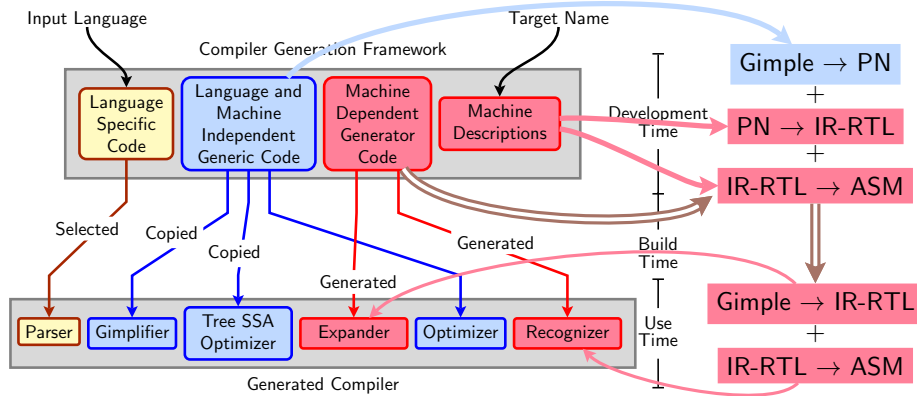 Input Language
Target Name
Compiler Generation Framework
Language
Specific
Code
Language and
Machine
Independent
Generic Code
Machine
Dependent
Generator
Code
Machine
Descriptions
Development
Time
Gimple → PN
+
PN → IR-RTL
+
IR-RTL → ASM
Selected
Copied
Copied
Generated
Generated
Build
Time
Parser
Gimplifier
Tree SSA
Optimizer
Expander
Optimizer
Recognizer
Use
Time
Gimple → IR-RTL
+
IR-RTL → ASM
Generated Compiler